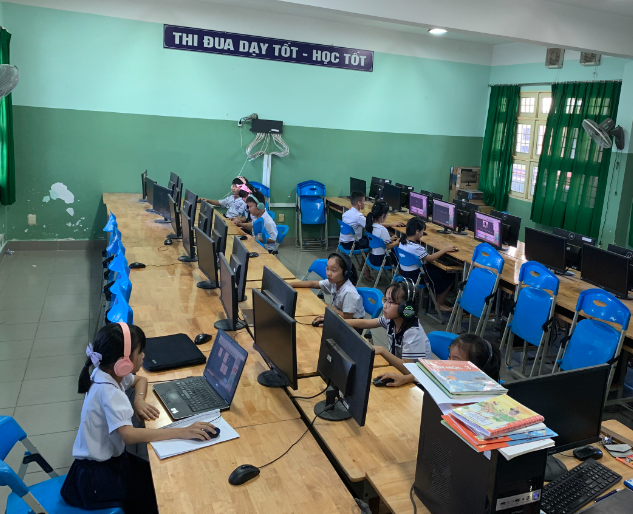 THI ĐUA DẠY TỐT - HỌC TỐT